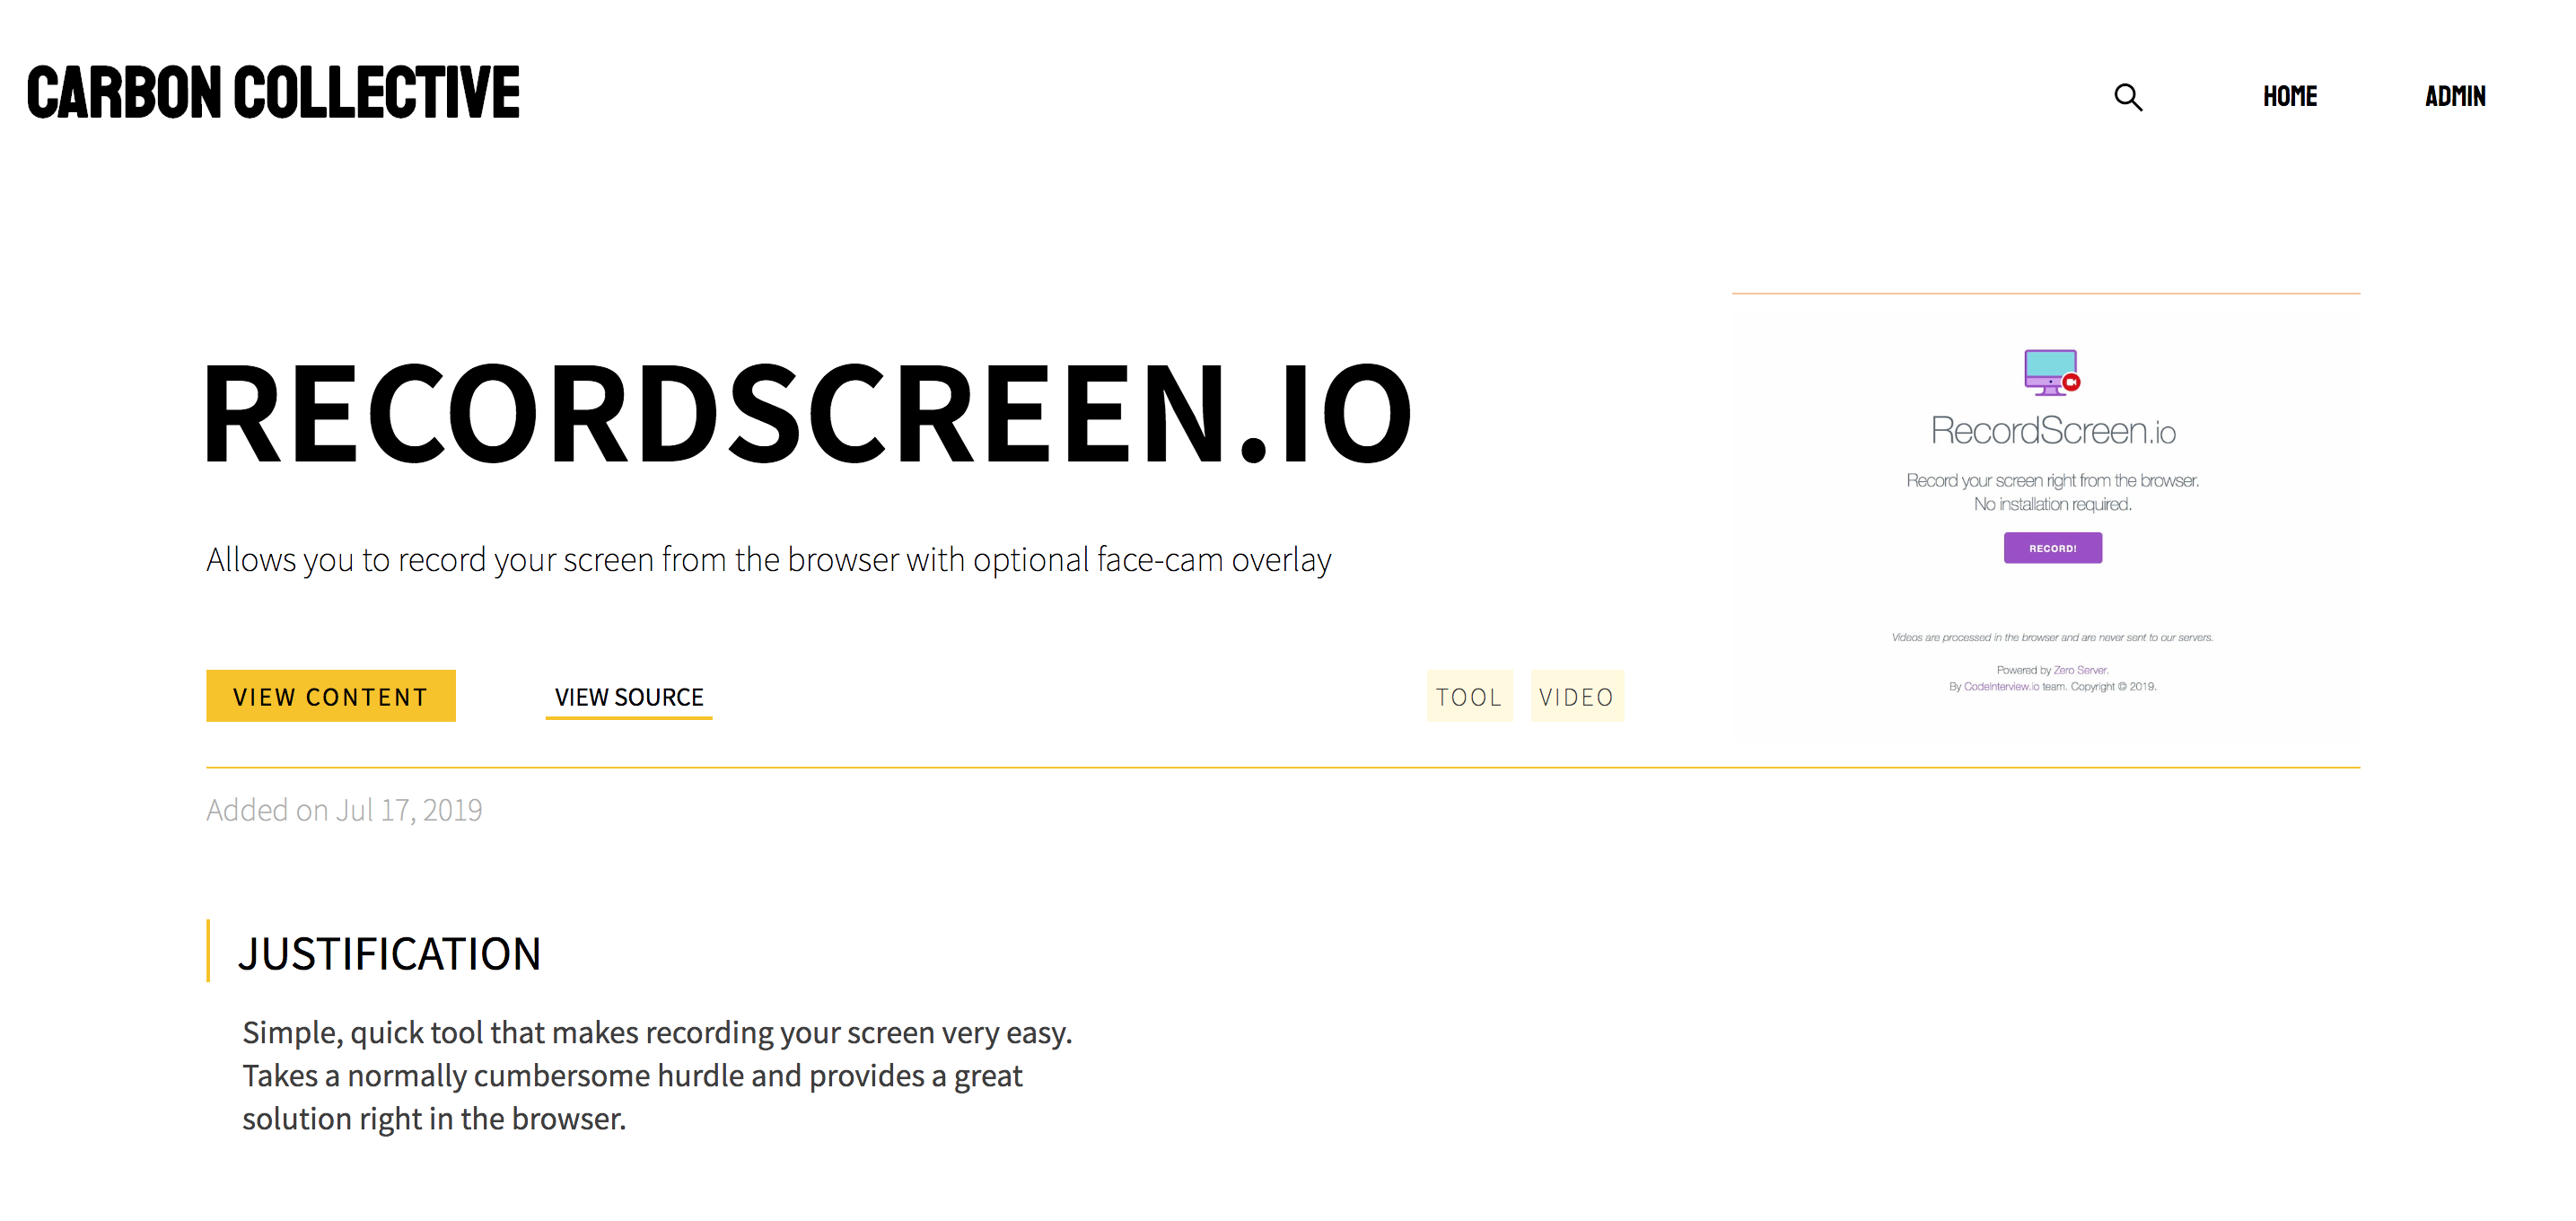 CARBON COLLECTIVE
HOME
ADMIN
RECORDSCREEN.IO
Allows you to record your screen from the browser with optional face-cam overlay
VIEW CONTENT
VIEW SOURCE
TOOL
VIDEO
RecordScreen.io
Record your screen right from the browser.
No installation required.
RECORD!
Videos are processed in the browser and are never sent to our servers.
Powered by Zero Server.
By CodeInterview.io team. Copyright © 2019.
Added on Jul 17, 2019
JUSTIFICATION
Simple, quick tool that makes recording your screen very easy.
Takes a normally cumbersome hurdle and provides a great
solution right in the browser.